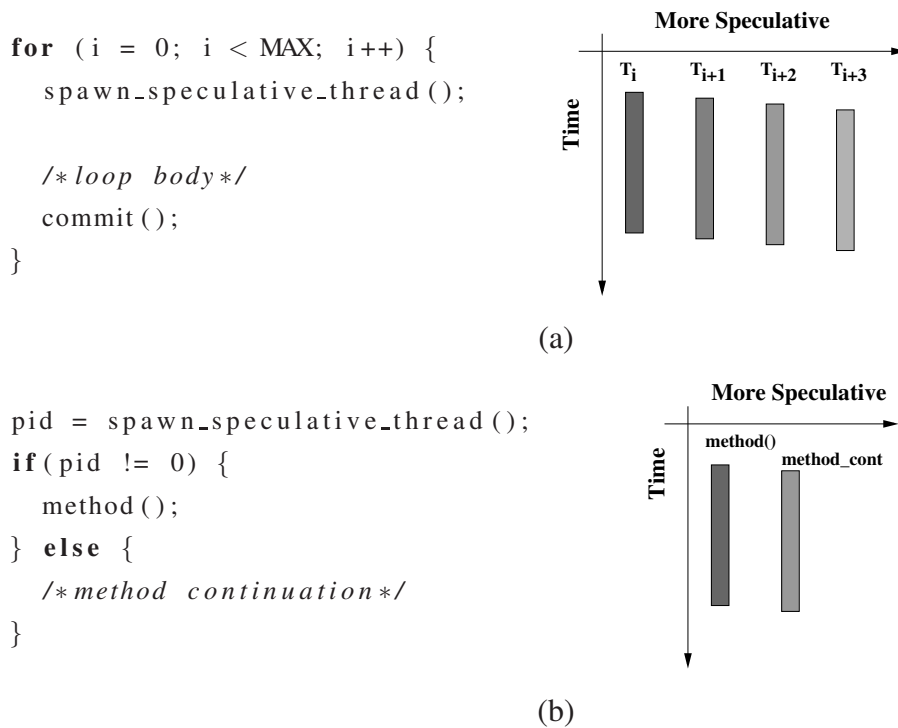 for (i = 0; i < MAX; i++) {
spawn_speculative_thread();
/*loop body*/
commit();
}
More Speculative
Time
Ti Ti+1 Ti+2 Ti+3
(a)
pid = spawn_speculative_thread();
if(pid != 0) {
method();
} else {
/*method continuation*/
}
More Speculative
Time
method()
method_cont
(b)